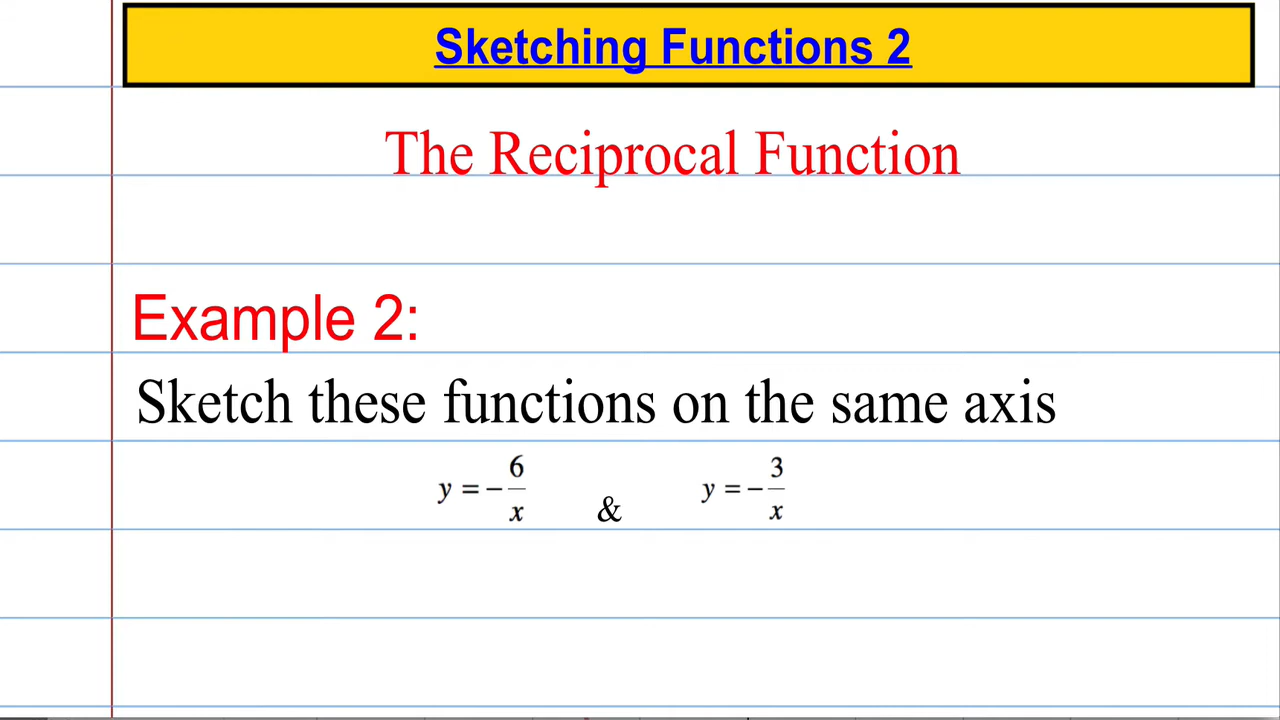 Sketching Functions 2
The Reciprocal Function
Example 2:
Sketch these functions on the same axis
y = -6/x & y = -3/x